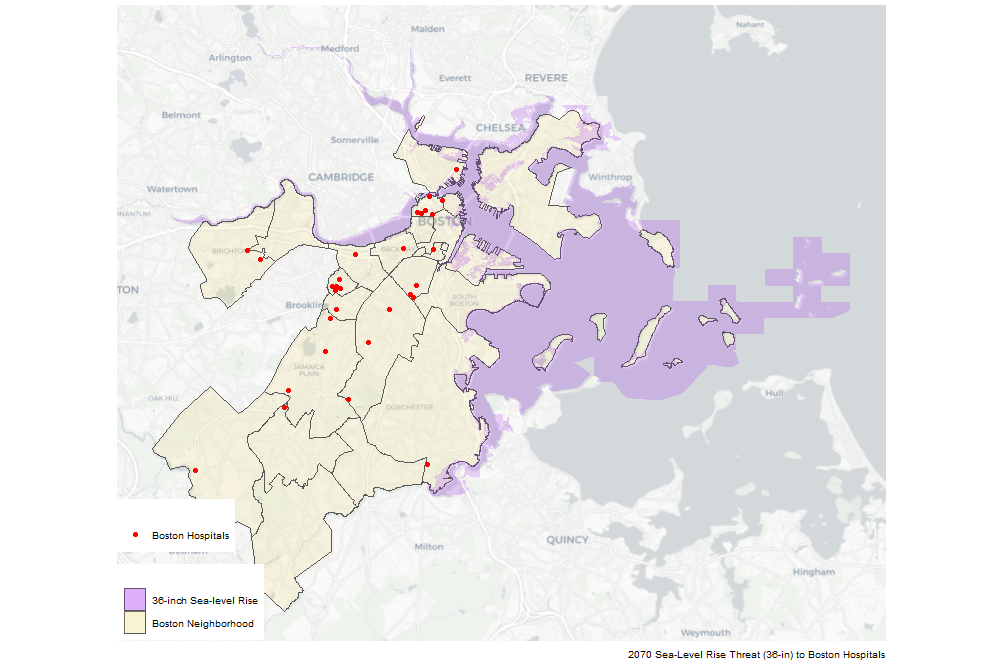 Nahant
Malden
Medford
Arlington
Everett
REVERE
Belmont
CHELSEA
Somerville
CAMBRIDGE
Winthrop
Watertown
ONANTUM
BOSTON
BRIGHTON
BACK
TON
SOUTH
BOSTON
Brookline
JAMAICA
PLAIN
OAK HILL
Hull
DORCHESTER
Boston Hospitals
Milton
QUINCY
Hingham
36-inch Sea-level Rise
Boston Neighborhood
Weymouth
2070 Sea-Level Rise Threat (36-in) to Boston Hospitals